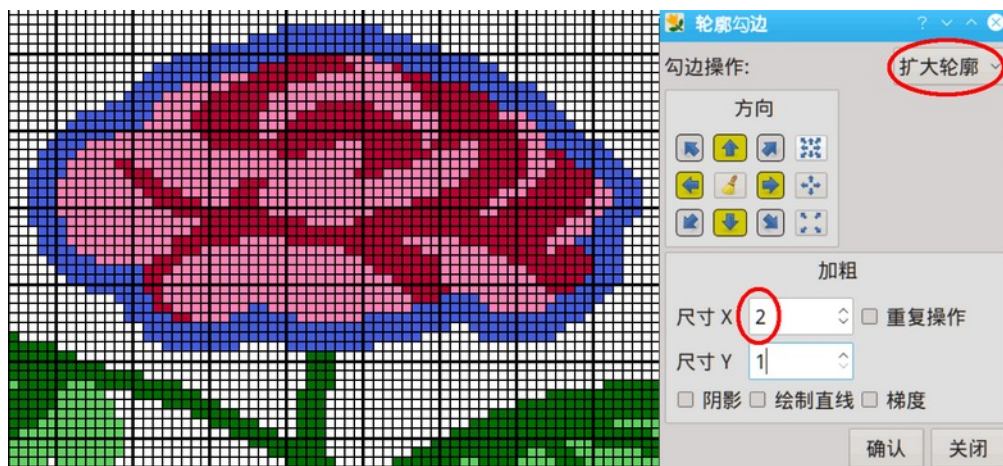 轮廓勾边
勾边操作: 扩大轮廓
方向
加粗
尺寸 X 2 重复操作
尺寸 Y 1
阴影 绘制直线 梯度
确认 关闭